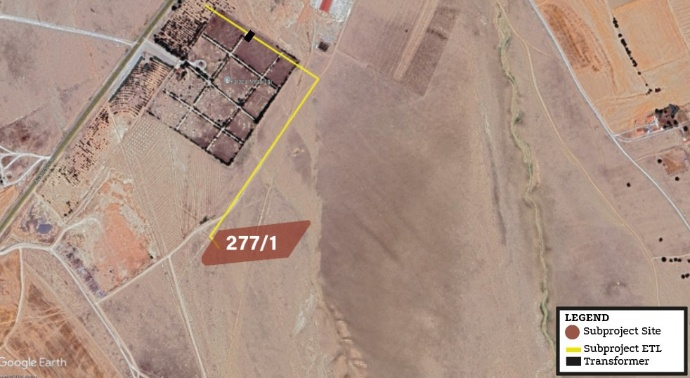 277/1
LEGEND
Subproject Site
Subproject ETL
Transformer
Google Earth